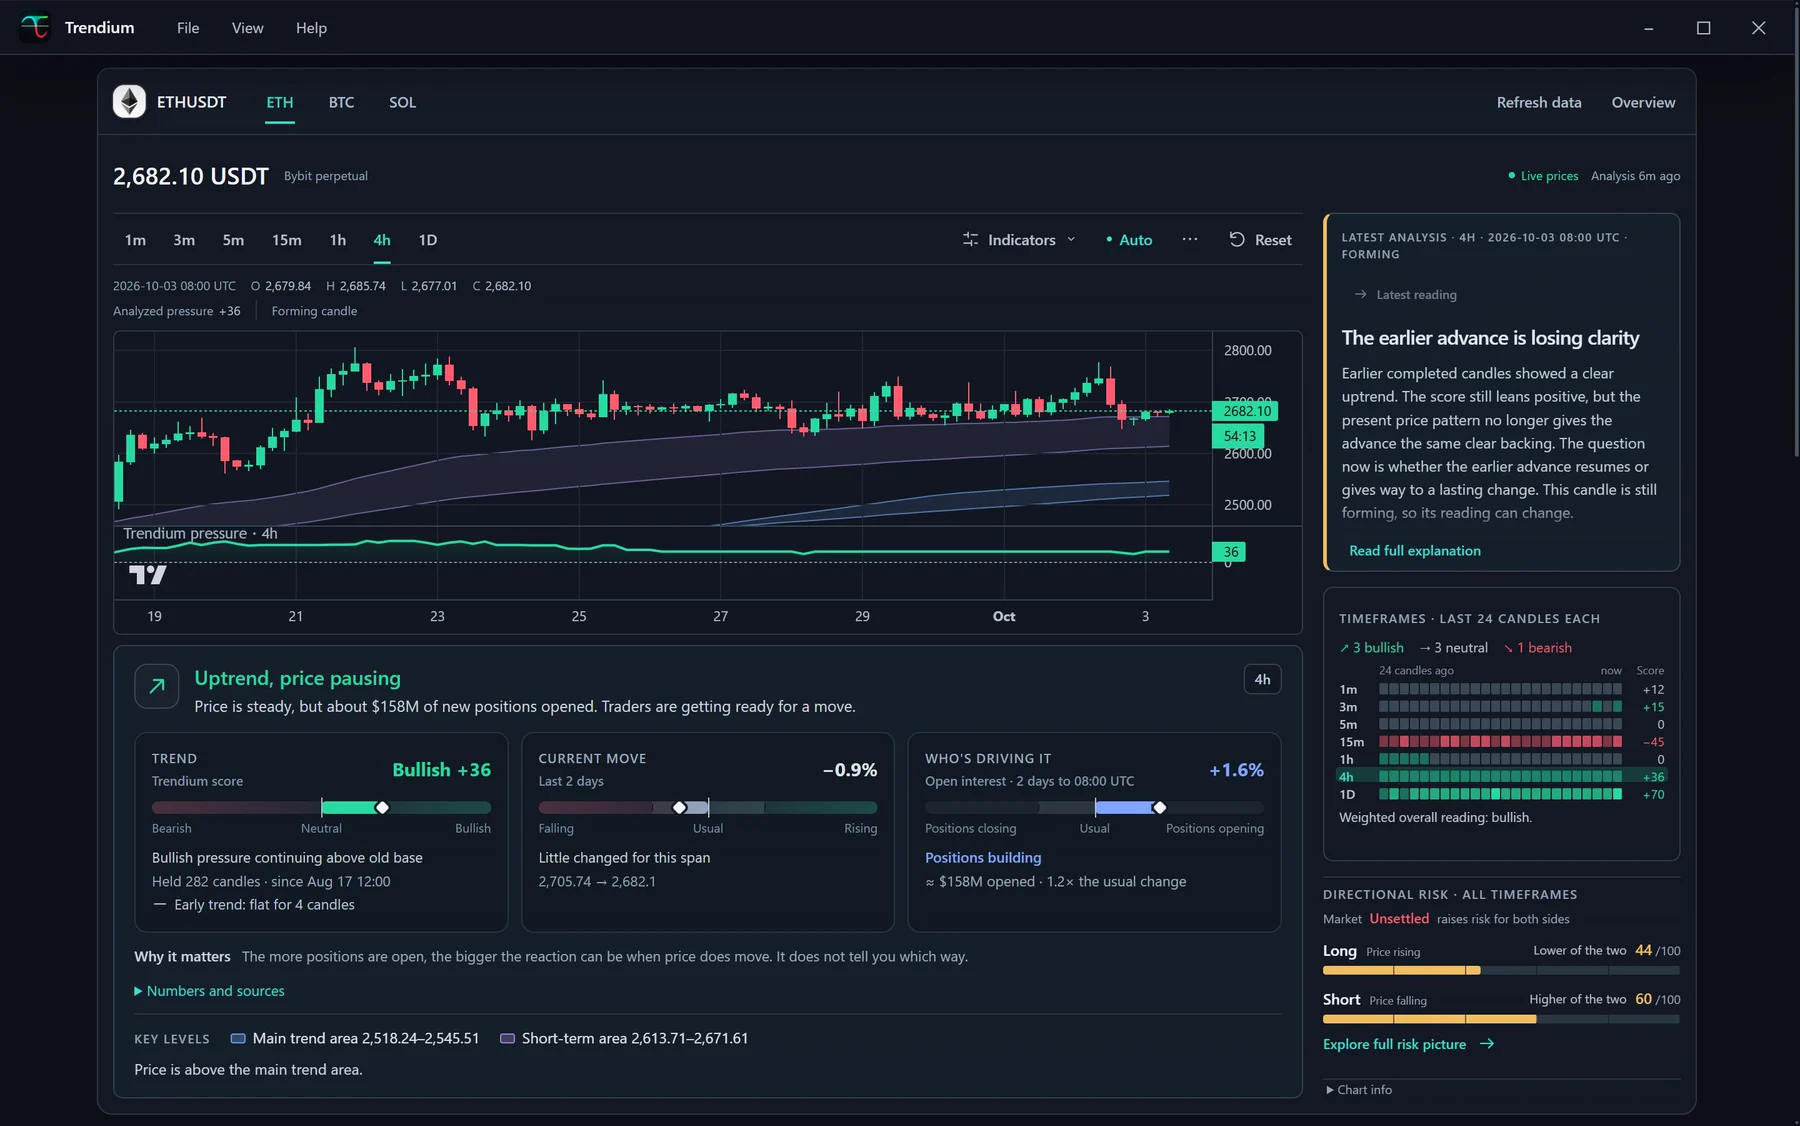 Trendium File View Help
ETHUSDT ETH BTC SOL Refresh data Overview
2,682.10 USDT Bybit perpetual Live prices Analysis 6m ago
1m 3m 5m 15m 1h 4h 1D Indicators Auto ··· Reset
2026-10-03 08:00 UTC O 2,679.84 H 2,685.74 L 2,677.01 C 2,682.10
Analyzed pressure +36 Forming candle
2800.00
2700.00
2682.10
54:13
2600.00
2500.00
Trendium pressure · 4h
36
0
19 21 23 25 27 29 Oct 3
Uptrend, price pausing 4h
Price is steady, but about $158M of new positions opened. Traders are getting ready for a move.
TREND
Trendium score
Bullish +36
Bearish Neutral Bullish
Bullish pressure continuing above old base
Held 282 candles · since Aug 17 12:00
— Early trend: flat for 4 candles
CURRENT MOVE
Last 2 days
−0.9%
Falling Usual Rising
Little changed for this span
2,705.74 → 2,682.1
WHO'S DRIVING IT
Open interest · 2 days to 08:00 UTC
+1.6%
Positions closing Usual Positions opening
Positions building
≈ $158M opened · 1.2× the usual change
Why it matters The more positions are open, the bigger the reaction can be when price does move. It does not tell you which way.
Numbers and sources
KEY LEVELS Main trend area 2,518.24–2,545.51 Short-term area 2,613.71–2,671.61
Price is above the main trend area.
LATEST ANALYSIS · 4H · 2026-10-03 08:00 UTC ·
FORMING
→ Latest reading
The earlier advance is losing clarity
Earlier completed candles showed a clear
uptrend. The score still leans positive, but the
present price pattern no longer gives the
advance the same clear backing. The question
now is whether the earlier advance resumes or
gives way to a lasting change. This candle is still
forming, so its reading can change.
Read full explanation
TIMEFRAMES · LAST 24 CANDLES EACH
↗ 3 bullish → 3 neutral ↘ 1 bearish
24 candles ago now Score
1m +12
3m +15
5m 0
15m −45
1h 0
4h +36
1D +70
Weighted overall reading: bullish.
DIRECTIONAL RISK · ALL TIMEFRAMES
Market Unsettled raises risk for both sides
Long Price rising Lower of the two 44 /100
Short Price falling Higher of the two 60 /100
Explore full risk picture →
Chart info